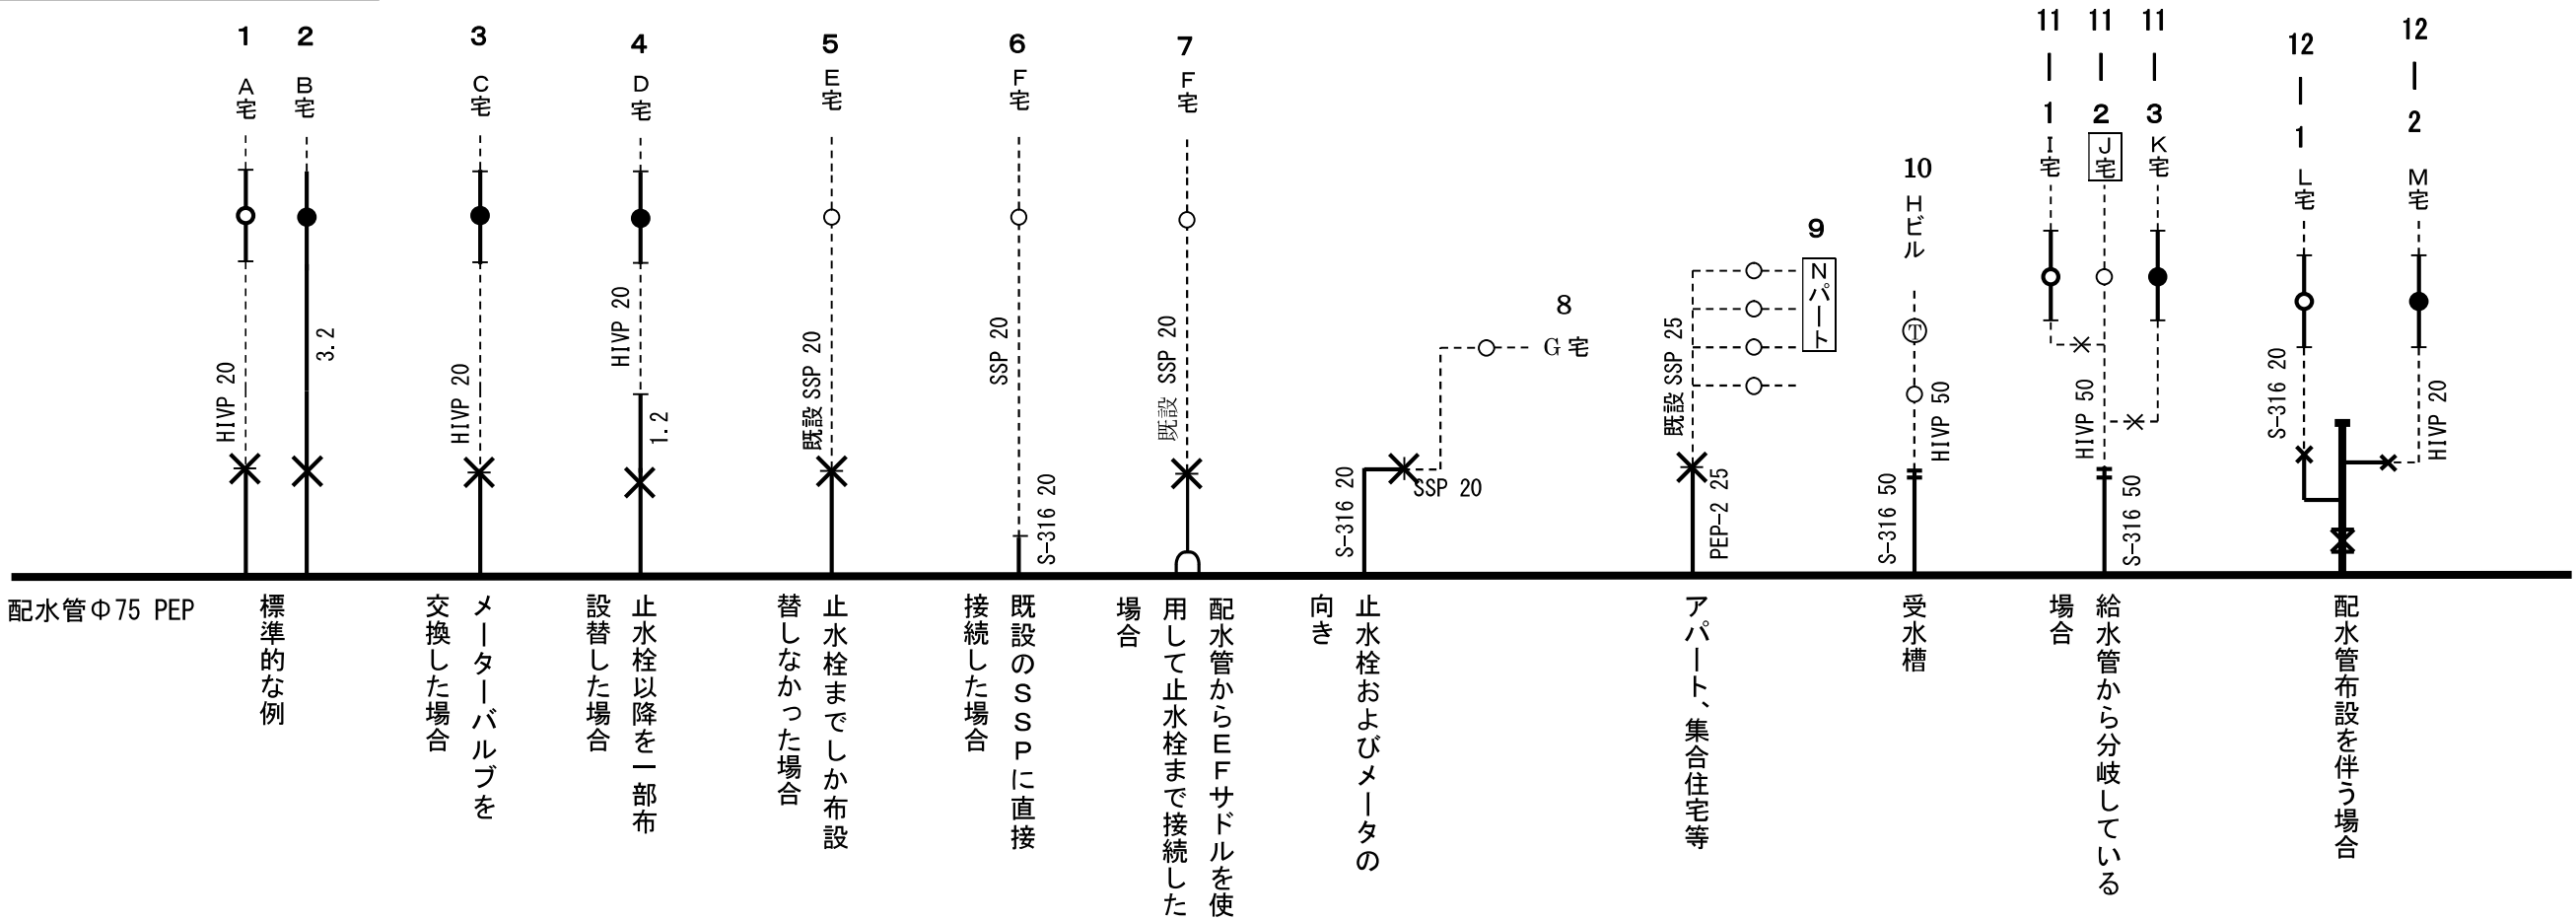 1
A宅
HIVP 20
2
B宅
3.2
標準的な例
3
C宅
HIVP 20
メーターバルブを
交換した場合
4
D宅
HIVP 20
1.2
止水栓以降を一部布
設替した場合
5
E宅
既設 SSP 20
止水栓までしか布設
替しなかった場合
6
F宅
SSP 20
S-316 20
既設のSSPに直接
接続した場合
7
F宅
既設 SSP 20
配水管からEFサドルを使
用して止水栓まで接続した
場合
8
G宅
S-316 20
SSP 20
止水栓およびメータの
向き
9
Nパート
既設 SSP 25
PEP-2 25
アパート、集合住宅等
10
Hビル
T
HIVP 50
S-316 50
受水槽
11-1
I宅
11-2
J宅
11-3
K宅
HIVP 50
S-316 50
給水管から分岐している
場合
12-1
L宅
S-316 20
12-2
M宅
HIVP 20
配水管布設を伴う場合
配水管Φ75 PEP